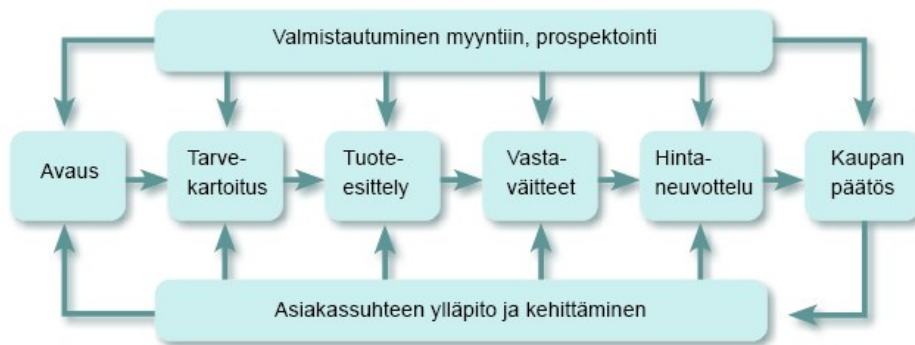 Valmistautuminen myyntiin, prospektointi
Avaus
Tarve-
kartoitus
Tuote-
esittely
Vasta-
väitteet
Hinta-
neuvottelu
Kaupan
päätös
Asiakassuhteen ylläpito ja kehittäminen